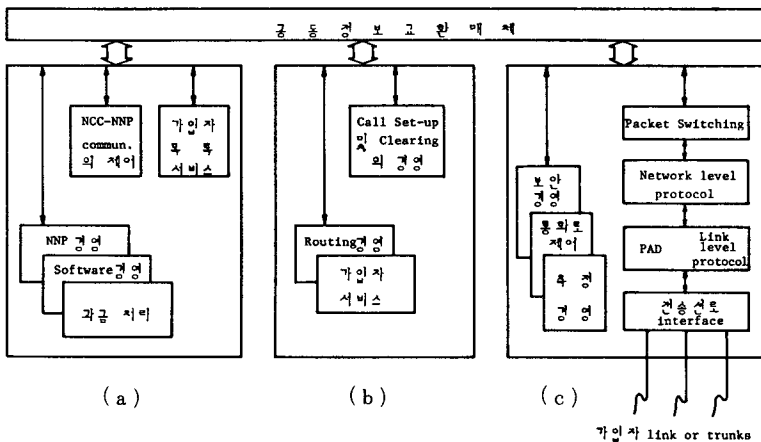 공 통 정 보 교 환 매 체
NCC-NNP
commun.
의 제어
가입자
목 록
서비스
NNP 경영
Software경영
과금 처리
(a)
Call Set-up
및 Clearing
의 경영
Routing경영
가입자
서비스
(b)
보안
경영
통화로
제어
측 정
경 영
Packet Switching
Network level
protocol
PAD Link
level
protocol
전송선로
interface
(c)
가입자 link or trunks